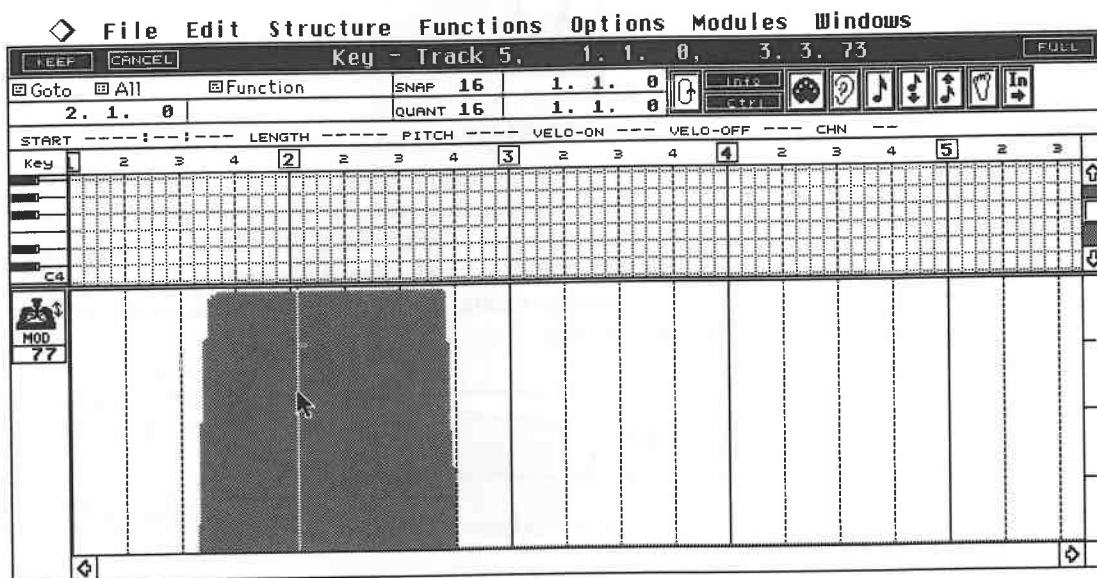 File Edit Structure Functions Options Modules Windows
KEEP CANCEL Key - Track 5, 1. 1. 0, 3. 3. 73 FULL
Goto All Function SNAP 16 1. 1. 0 Info In
2. 1. 0 QUANT 16 1. 1. 0 Ctrl
START ----:--:--- LENGTH ----- PITCH ---- VELO-ON --- VELO-OFF --- CHN --
Key 1 2 3 4 2 2 3 4 3 2 3 4 4 2 3 4 5 2 3
C4
MOD
77